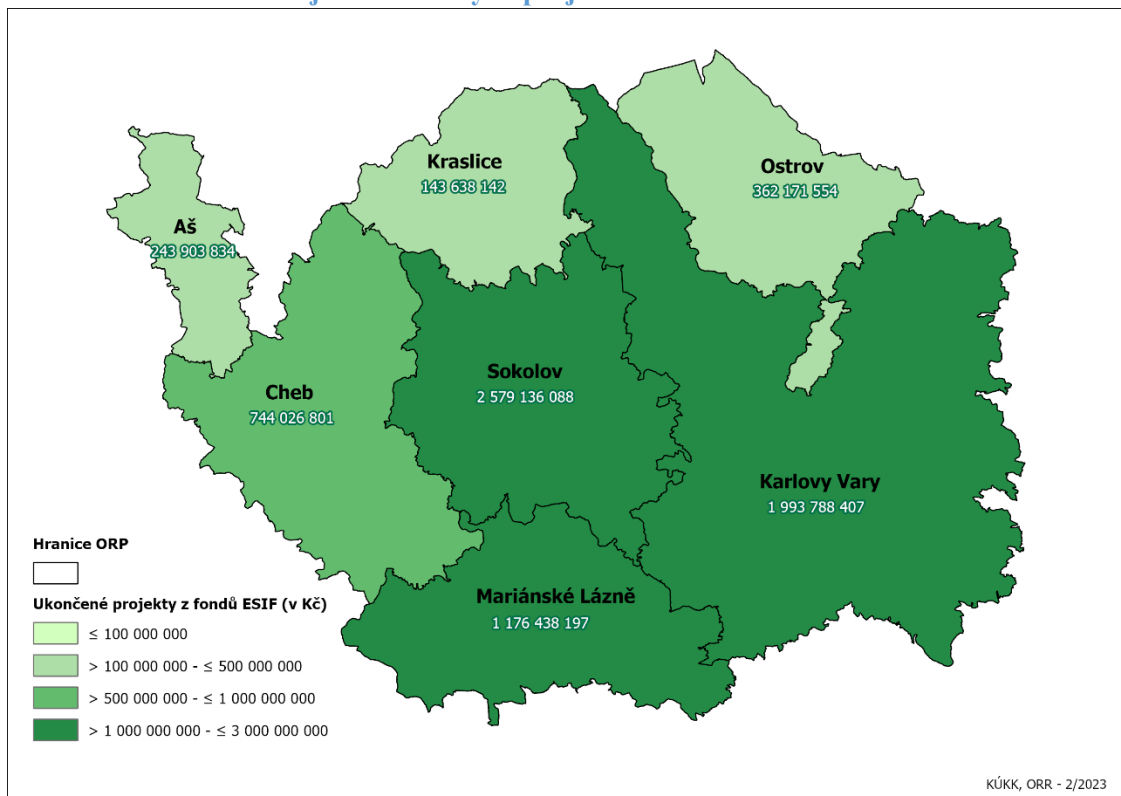 Kraslice
143 638 142
Ostrov
362 171 554
Aš
243 903 834
Sokolov
2 579 136 088
Cheb
744 026 801
Karlovy Vary
1 993 788 407
Mariánské Lázně
1 176 438 197
Hranice ORP
Ukončené projekty z fondů ESIF (v Kč)
≤ 100 000 000
> 100 000 000 - ≤ 500 000 000
> 500 000 000 - ≤ 1 000 000 000
> 1 000 000 000 - ≤ 3 000 000 000
KÚKK, ORR - 2/2023